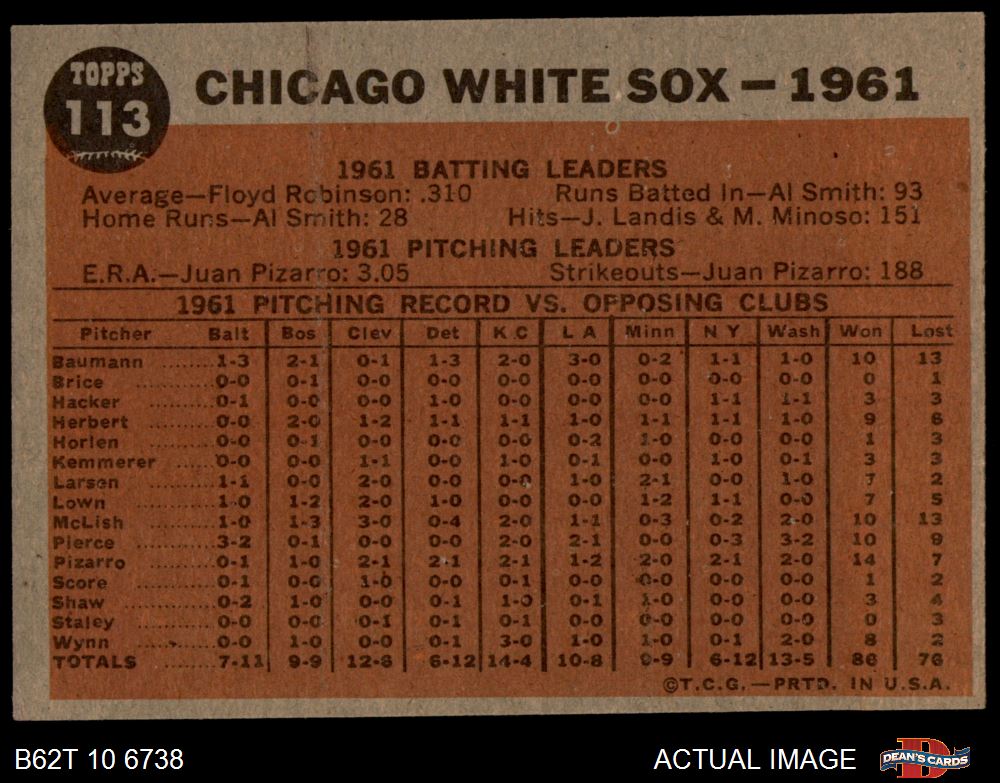 TOPPS
113
CHICAGO WHITE SOX — 1961
1961 BATTING LEADERS
Average—Floyd Robinson: .310 Runs Batted In—Al Smith: 93
Home Runs—Al Smith: 28 Hits—J. Landis & M. Minoso: 151
1961 PITCHING LEADERS
E.R.A.—Juan Pizarro: 3.05 Strikeouts—Juan Pizarro: 188
1961 PITCHING RECORD VS. OPPOSING CLUBS
Pitcher Balt Bos Clev Det K C L A Minn N Y Wash Won Lost
Baumann ........1-3 2-1 0-1 1-3 2-0 3-0 0-2 1-1 1-0 10 13
Brice ..........0-0 0-1 0-0 0-0 0-0 0-0 0-0 0-0 0-0 0 1
Hacker ..........0-1 0-0 0-0 1-0 0-0 0-0 0-0 1-1 1-1 3 3
Herbert ..........0-0 2-0 1-2 1-1 1-1 1-0 1-1 1-1 1-0 9 6
Horlen ..........0-0 0-1 0-0 0-0 0-0 0-2 1-0 0-0 0-0 1 3
Kemmerer ........0-0 0-0 1-1 0-0 1-0 0-1 0-0 1-0 0-1 3 3
Larsen ..........1-1 0-0 2-0 0-0 0-0 1-0 2-1 0-0 1-0 7 2
Lown ..........1-0 1-2 2-0 1-0 0-0 0-0 1-2 1-1 0-0 7 5
McLish ..........1-0 1-3 3-0 0-4 2-0 1-1 0-3 0-2 2-0 10 13
Pierce ..........3-2 0-1 0-0 0-0 2-0 2-1 0-0 0-3 3-2 10 9
Pizarro ..........0-1 1-0 2-1 2-1 2-1 1-2 2-0 2-1 2-0 14 7
Score ..........0-1 0-0 1-0 0-0 0-1 0-0 0-0 0-0 0-0 1 2
Shaw ..........0-2 1-0 0-0 0-1 1-0 0-1 1-0 0-0 0-0 3 4
Staley ..........0-0 0-0 0-1 0-1 0-1 0-0 0-0 0-0 0-0 0 3
Wynn ..........0-0 1-0 0-0 0-1 3-0 1-0 1-0 0-1 2-0 8 2
TOTALS ........7-11 9-9 12-6 6-12 14-4 10-8 9-9 6-12 13-5 86 76
©T.C.G.—PRTD. IN U.S.A.
B62T 10 6738 ACTUAL IMAGE DEAN'S CARDS